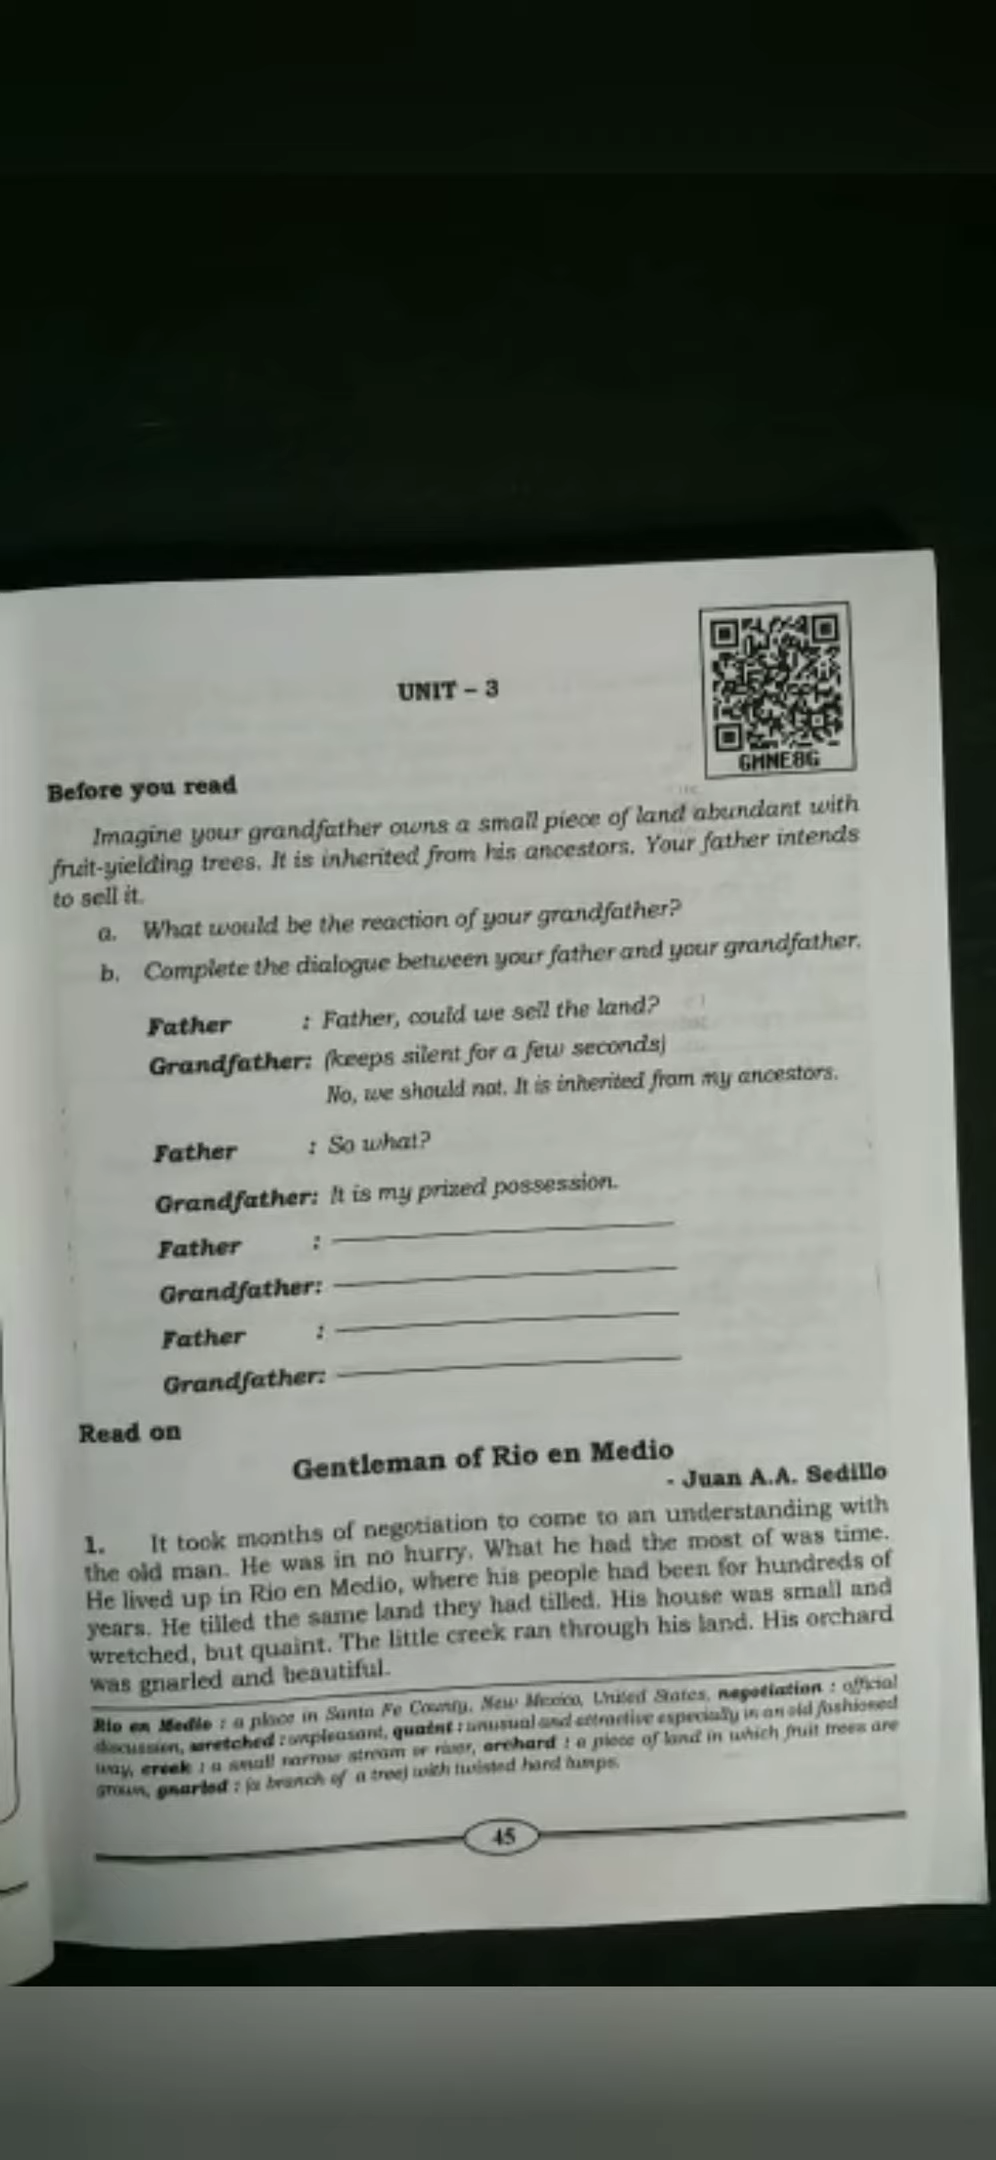 UNIT – 3
GMNE8G
Before you read
Imagine your grandfather owns a small piece of land abundant with
fruit-yielding trees. It is inherited from his ancestors. Your father intends
to sell it.
a. What would be the reaction of your grandfather?
b. Complete the dialogue between your father and your grandfather.
Father : Father, could we sell the land?
Grandfather: (keeps silent for a few seconds)
No, we should not. It is inherited from my ancestors.
Father : So what?
Grandfather: It is my prized possession.
Father :
Grandfather:
Father :
Grandfather:
Read on
Gentleman of Rio en Medio
- Juan A.A. Sedillo
1. It took months of negotiation to come to an understanding with
the old man. He was in no hurry. What he had the most of was time.
He lived up in Rio en Medio, where his people had been for hundreds of
years. He tilled the same land they had tilled. His house was small and
wretched, but quaint. The little creek ran through his land. His orchard
was gnarled and beautiful.
Rio en Medio : a place in Santa Fe County, New Mexico, United States, negotiation : official
discussion, wretched : unpleasant, quaint : unusual and attractive especially in an old fashioned
way, creek : a small narrow stream or river, orchard : a piece of land in which fruit trees are
grown, gnarled : (a branch of a tree) with twisted hard lumps.
45